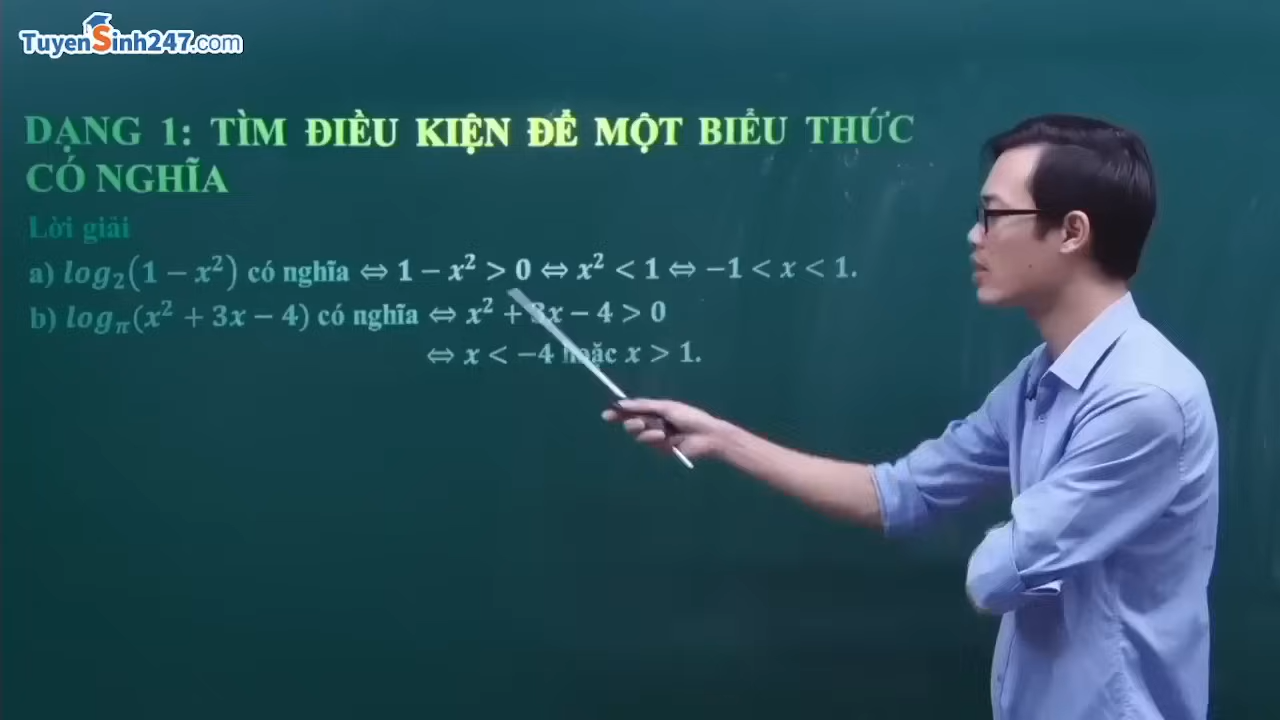 TuyenSinh247.com
DẠNG 1: TÌM ĐIỀU KIỆN ĐỂ MỘT BIỂU THỨC
CÓ NGHĨA
Lời giải
a) log₂(1 − x²) có nghĩa ⇔ 1 − x² > 0 ⇔ x² < 1 ⇔ −1 < x < 1.
b) log_π(x² + 3x − 4) có nghĩa ⇔ x² + 3x − 4 > 0
⇔ x < −4 hoặc x > 1.